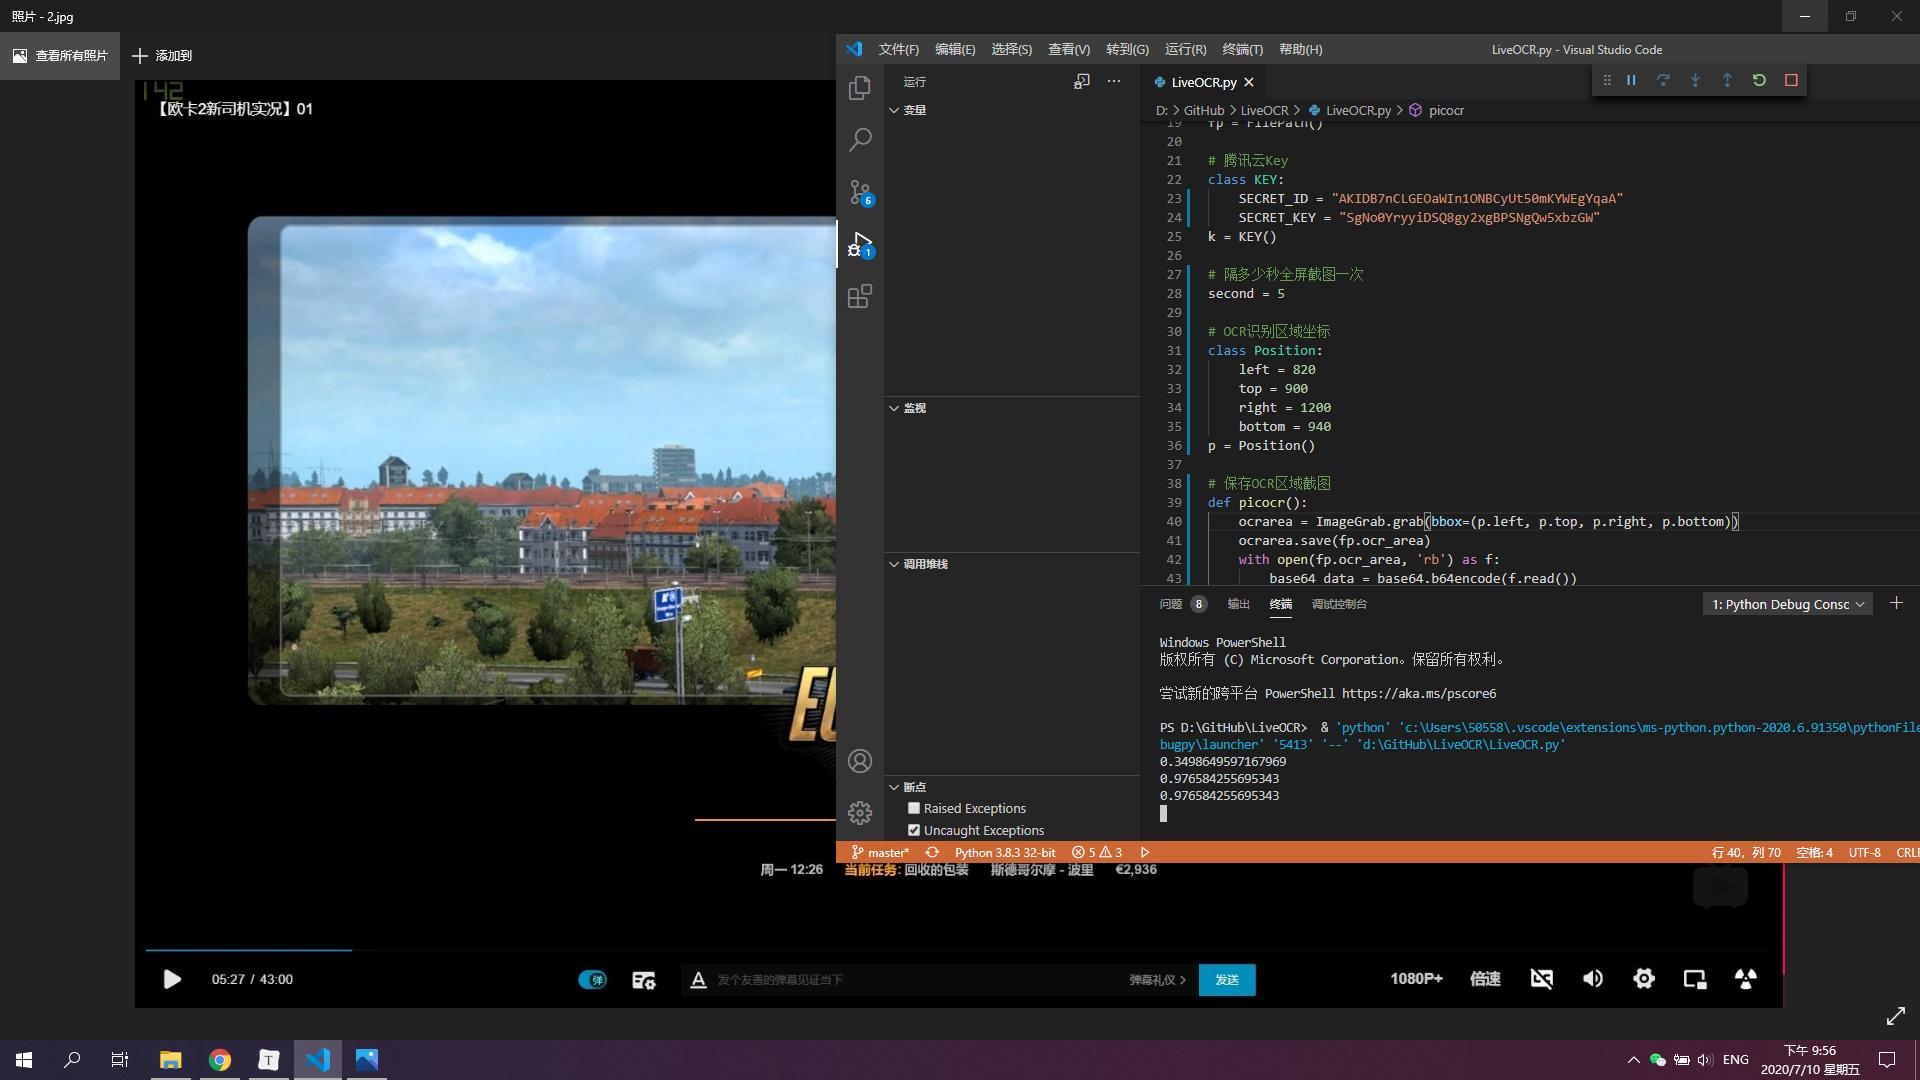 照片 - 2.jpg
查看所有照片
添加到
142
【欧卡2新司机实况】01
周一 12:26 当前任务: 回收的包装 斯德哥尔摩 - 波里 €2,936
05:27 / 43:00
弹
发个友善的弹幕见证当下
弹幕礼仪 >
发送
1080P+
倍速
文件(F) 编辑(E) 选择(S) 查看(V) 转到(G) 运行(R) 终端(T) 帮助(H)
LiveOCR.py - Visual Studio Code
运行
变量
监视
调用堆栈
断点
Raised Exceptions
Uncaught Exceptions
6
1
LiveOCR.py
D: > GitHub > LiveOCR > LiveOCR.py > picocr
19 fp = FilePath()
20
21 # 腾讯云Key
22 class KEY:
23 SECRET_ID = "AKIDB7nCLGEOaWIn1ONBCyUt50mKYWEgYqaA"
24 SECRET_KEY = "SgNo0YryyiDSQ8gy2xgBPSNgQw5xbzGW"
25 k = KEY()
26
27 # 隔多少秒全屏截图一次
28 second = 5
29
30 # OCR识别区域坐标
31 class Position:
32 left = 820
33 top = 900
34 right = 1200
35 bottom = 940
36 p = Position()
37
38 # 保存OCR区域截图
39 def picocr():
40 ocrarea = ImageGrab.grab(bbox=(p.left, p.top, p.right, p.bottom))
41 ocrarea.save(fp.ocr_area)
42 with open(fp.ocr_area, 'rb') as f:
43 base64_data = base64.b64encode(f.read())
问题 8 输出 终端 调试控制台
1: Python Debug Consc
Windows PowerShell
版权所有 (C) Microsoft Corporation。保留所有权利。
尝试新的跨平台 PowerShell https://aka.ms/pscore6
PS D:\GitHub\LiveOCR> & 'python' 'c:\Users\50558\.vscode\extensions\ms-python.python-2020.6.91350\pythonFile
bugpy\launcher' '5413' '--' 'd:\GitHub\LiveOCR\LiveOCR.py'
0.3498649597167969
0.976584255695343
0.976584255695343
master* Python 3.8.3 32-bit 5 3
行 40，列 70 空格: 4 UTF-8 CRLF
ENG
下午 9:56
2020/7/10 星期五